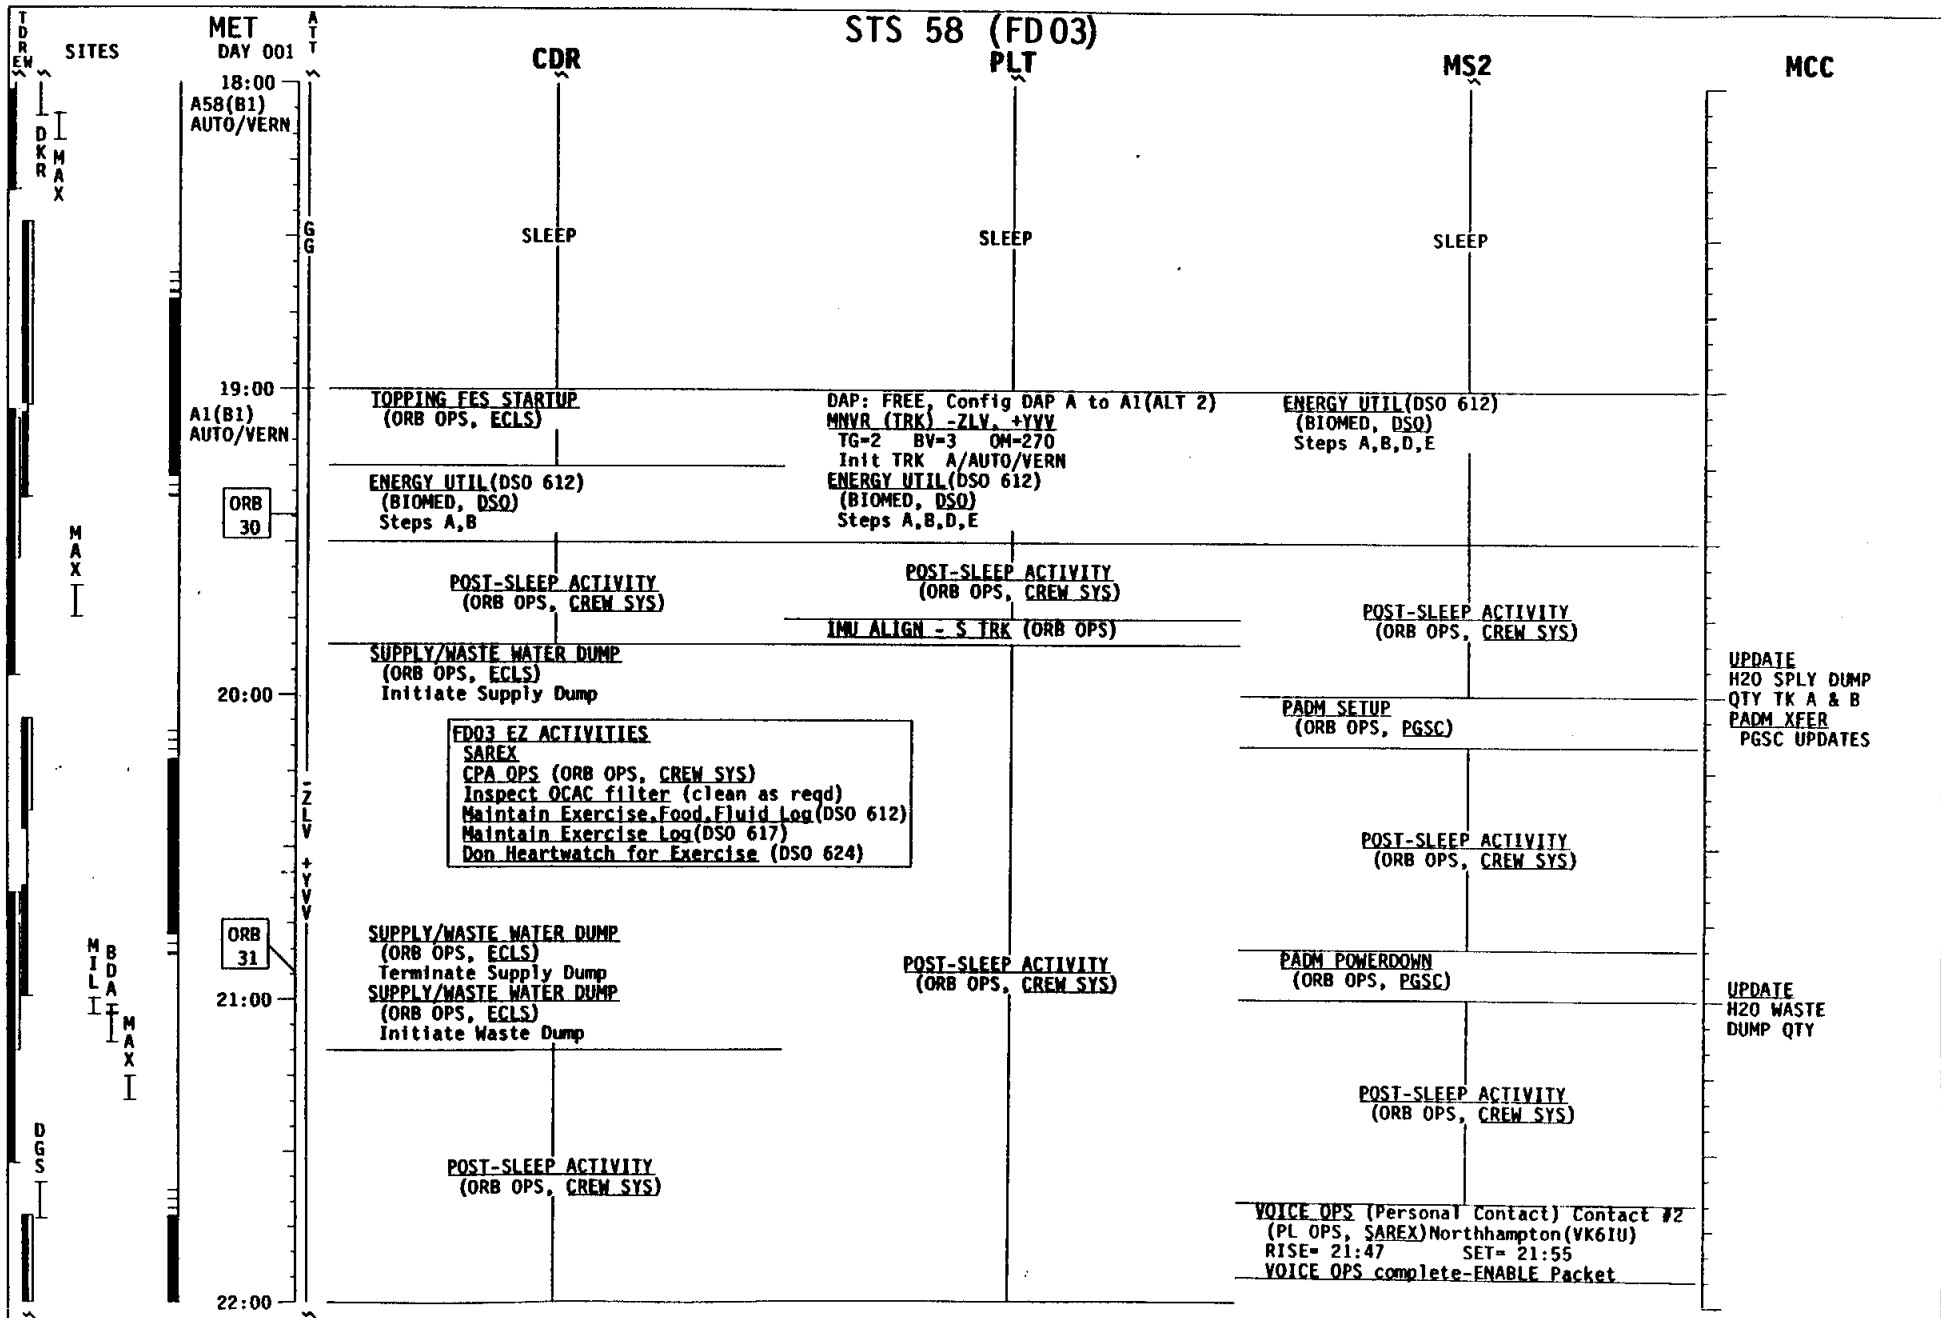 STS 58 (FD03)
TDRE W
SITES
MET
DAY 001
ATT
CDR
PLT
MS2
MCC
18:00
A58(B1)
AUTO/VERN
DKR
MAX
GG
SLEEP
SLEEP
SLEEP
19:00
A1(B1)
AUTO/VERN
TOPPING FES STARTUP
(ORB OPS, ECLS)
DAP: FREE, Config DAP A to A1(ALT 2)
MNVR (TRK) -ZLV, +YVV
TG=2 BV=3 OM=270
Init TRK A/AUTO/VERN
ENERGY UTIL(DSO 612)
(BIOMED, DSO)
Steps A,B,D,E
ENERGY UTIL(DSO 612)
(BIOMED, DSO)
Steps A,B,D,E
ENERGY UTIL(DSO 612)
(BIOMED, DSO)
Steps A,B
ORB
30
MAX
POST-SLEEP ACTIVITY
(ORB OPS, CREW SYS)
POST-SLEEP ACTIVITY
(ORB OPS, CREW SYS)
IMU ALIGN - S TRK (ORB OPS)
POST-SLEEP ACTIVITY
(ORB OPS, CREW SYS)
SUPPLY/WASTE WATER DUMP
(ORB OPS, ECLS)
Initiate Supply Dump
20:00
PADM SETUP
(ORB OPS, PGSC)
UPDATE
H2O SPLY DUMP
QTY TK A & B
PADM XFER
PGSC UPDATES
FD03 EZ ACTIVITIES
SAREX
CPA OPS (ORB OPS, CREW SYS)
Inspect OCAC filter (clean as reqd)
Maintain Exercise,Food,Fluid Log(DSO 612)
Maintain Exercise Log(DSO 617)
Don Heartwatch for Exercise (DSO 624)
-ZLV +YVV
POST-SLEEP ACTIVITY
(ORB OPS, CREW SYS)
ORB
31
MIL
BDA
MAX
SUPPLY/WASTE WATER DUMP
(ORB OPS, ECLS)
Terminate Supply Dump
SUPPLY/WASTE WATER DUMP
(ORB OPS, ECLS)
Initiate Waste Dump
POST-SLEEP ACTIVITY
(ORB OPS, CREW SYS)
PADM POWERDOWN
(ORB OPS, PGSC)
21:00
UPDATE
H2O WASTE
DUMP QTY
POST-SLEEP ACTIVITY
(ORB OPS, CREW SYS)
DGS
POST-SLEEP ACTIVITY
(ORB OPS, CREW SYS)
VOICE OPS (Personal Contact) Contact #2
(PL OPS, SAREX)Northhampton(VK6IU)
RISE= 21:47 SET= 21:55
VOICE OPS complete-ENABLE Packet
22:00